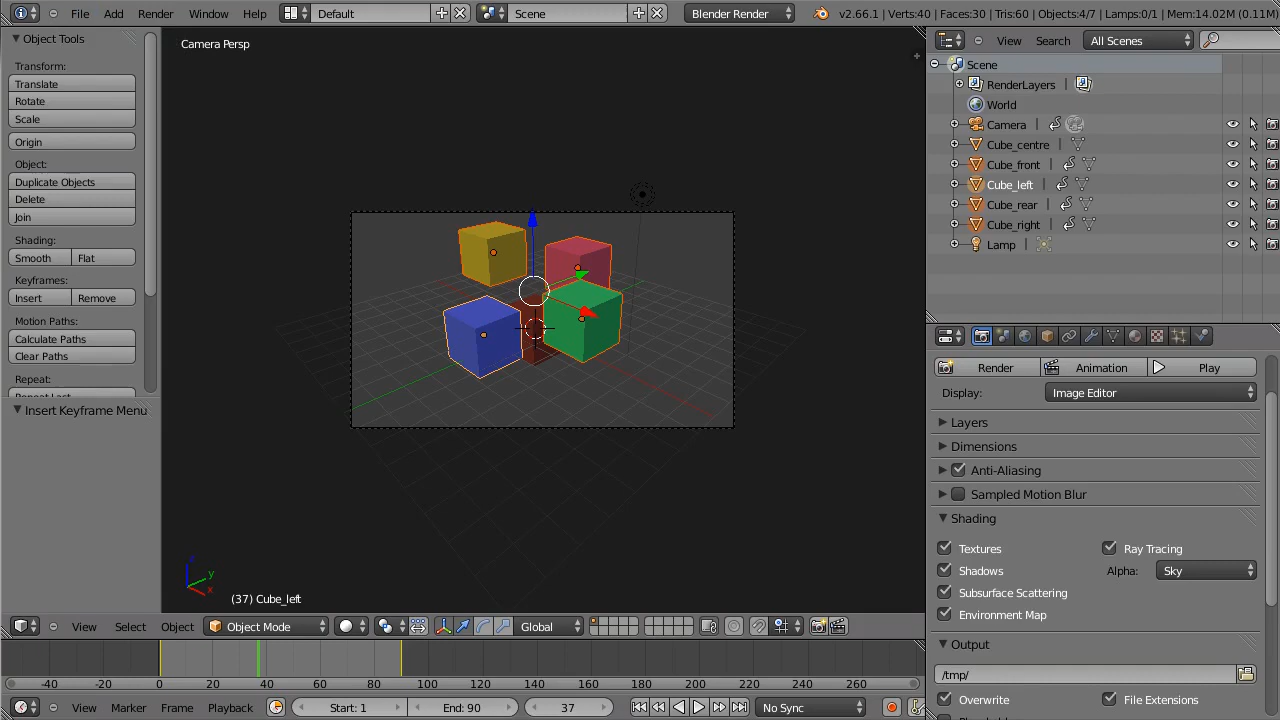 File Add Render Window Help Default Scene Blender Render v2.66.1 | Verts:40 | Faces:30 | Tris:60 | Objects:4/7 | Lamps:0/1 | Mem:14.02M (0.11M)
Object Tools
Transform:
Translate
Rotate
Scale
Origin
Object:
Duplicate Objects
Delete
Join
Shading:
Smooth Flat
Keyframes:
Insert Remove
Motion Paths:
Calculate Paths
Clear Paths
Repeat:
Repeat Last
Insert Keyframe Menu
Camera Persp
z
y
x
(37) Cube_left
View Select Object Object Mode Global
-40 -20 0 20 40 60 80 100 120 140 160 180 200 220 240 260
View Marker Frame Playback Start: 1 End: 90 37 No Sync
View Search All Scenes
Scene
RenderLayers |
World
Camera |
Cube_centre |
Cube_front |
Cube_left |
Cube_rear |
Cube_right |
Lamp |
Render Animation Play
Display: Image Editor
Layers
Dimensions
Anti-Aliasing
Sampled Motion Blur
Shading
Textures Ray Tracing
Shadows Alpha: Sky
Subsurface Scattering
Environment Map
Output
/tmp/
Overwrite File Extensions